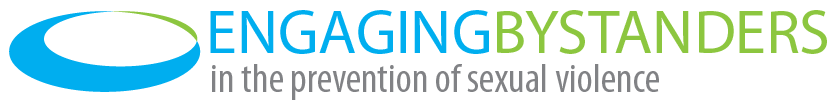 ENGAGINGBYSTANDERS
in the prevention of sexual violence